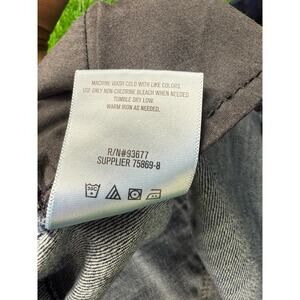 MACHINE WASH COLD WITH LIKE COLORS.
USE ONLY NON-CHLORINE BLEACH WHEN NEEDED
TUMBLE DRY LOW.
WARM IRON AS NEEDED.
R/N#93677
SUPPLIER 75869-8
30C